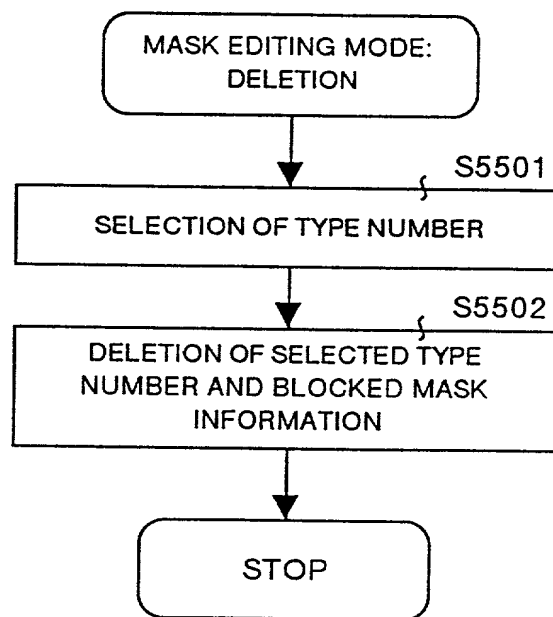 MASK EDITING MODE:
DELETION
S5501
SELECTION OF TYPE NUMBER
S5502
DELETION OF SELECTED TYPE
NUMBER AND BLOCKED MASK
INFORMATION
STOP